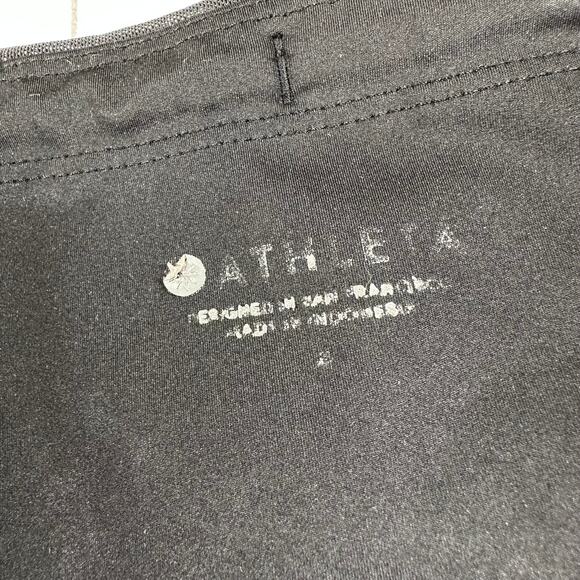 ATHLETA
DESIGNED IN SAN FRANCISCO
MADE IN INDONESIA